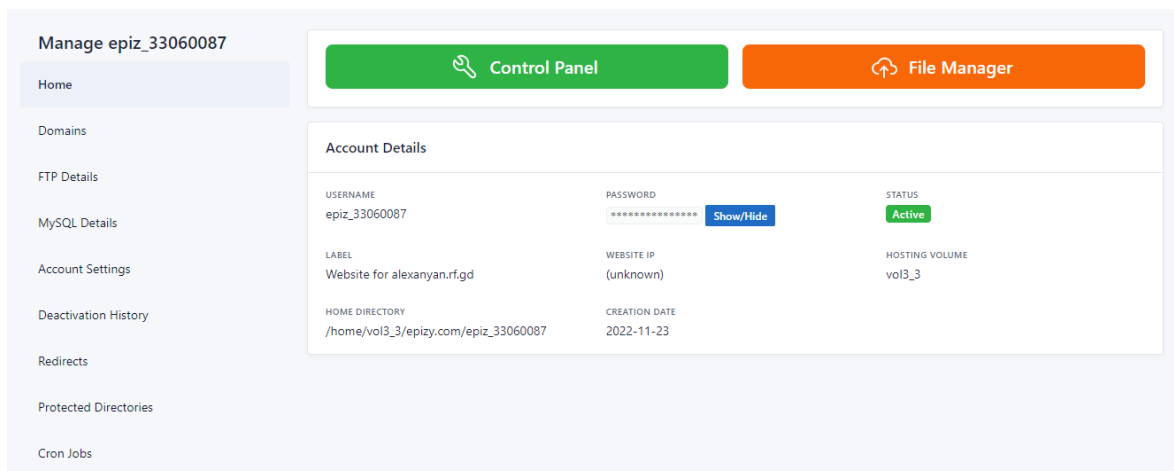 Manage epiz_33060087
Home
Domains
FTP Details
MySQL Details
Account Settings
Deactivation History
Redirects
Protected Directories
Cron Jobs
Control Panel
File Manager
Account Details
USERNAME
epiz_33060087
PASSWORD
*************** Show/Hide
STATUS
Active
LABEL
Website for alexanyan.rf.gd
WEBSITE IP
(unknown)
HOSTING VOLUME
vol3_3
HOME DIRECTORY
/home/vol3_3/epizy.com/epiz_33060087
CREATION DATE
2022-11-23